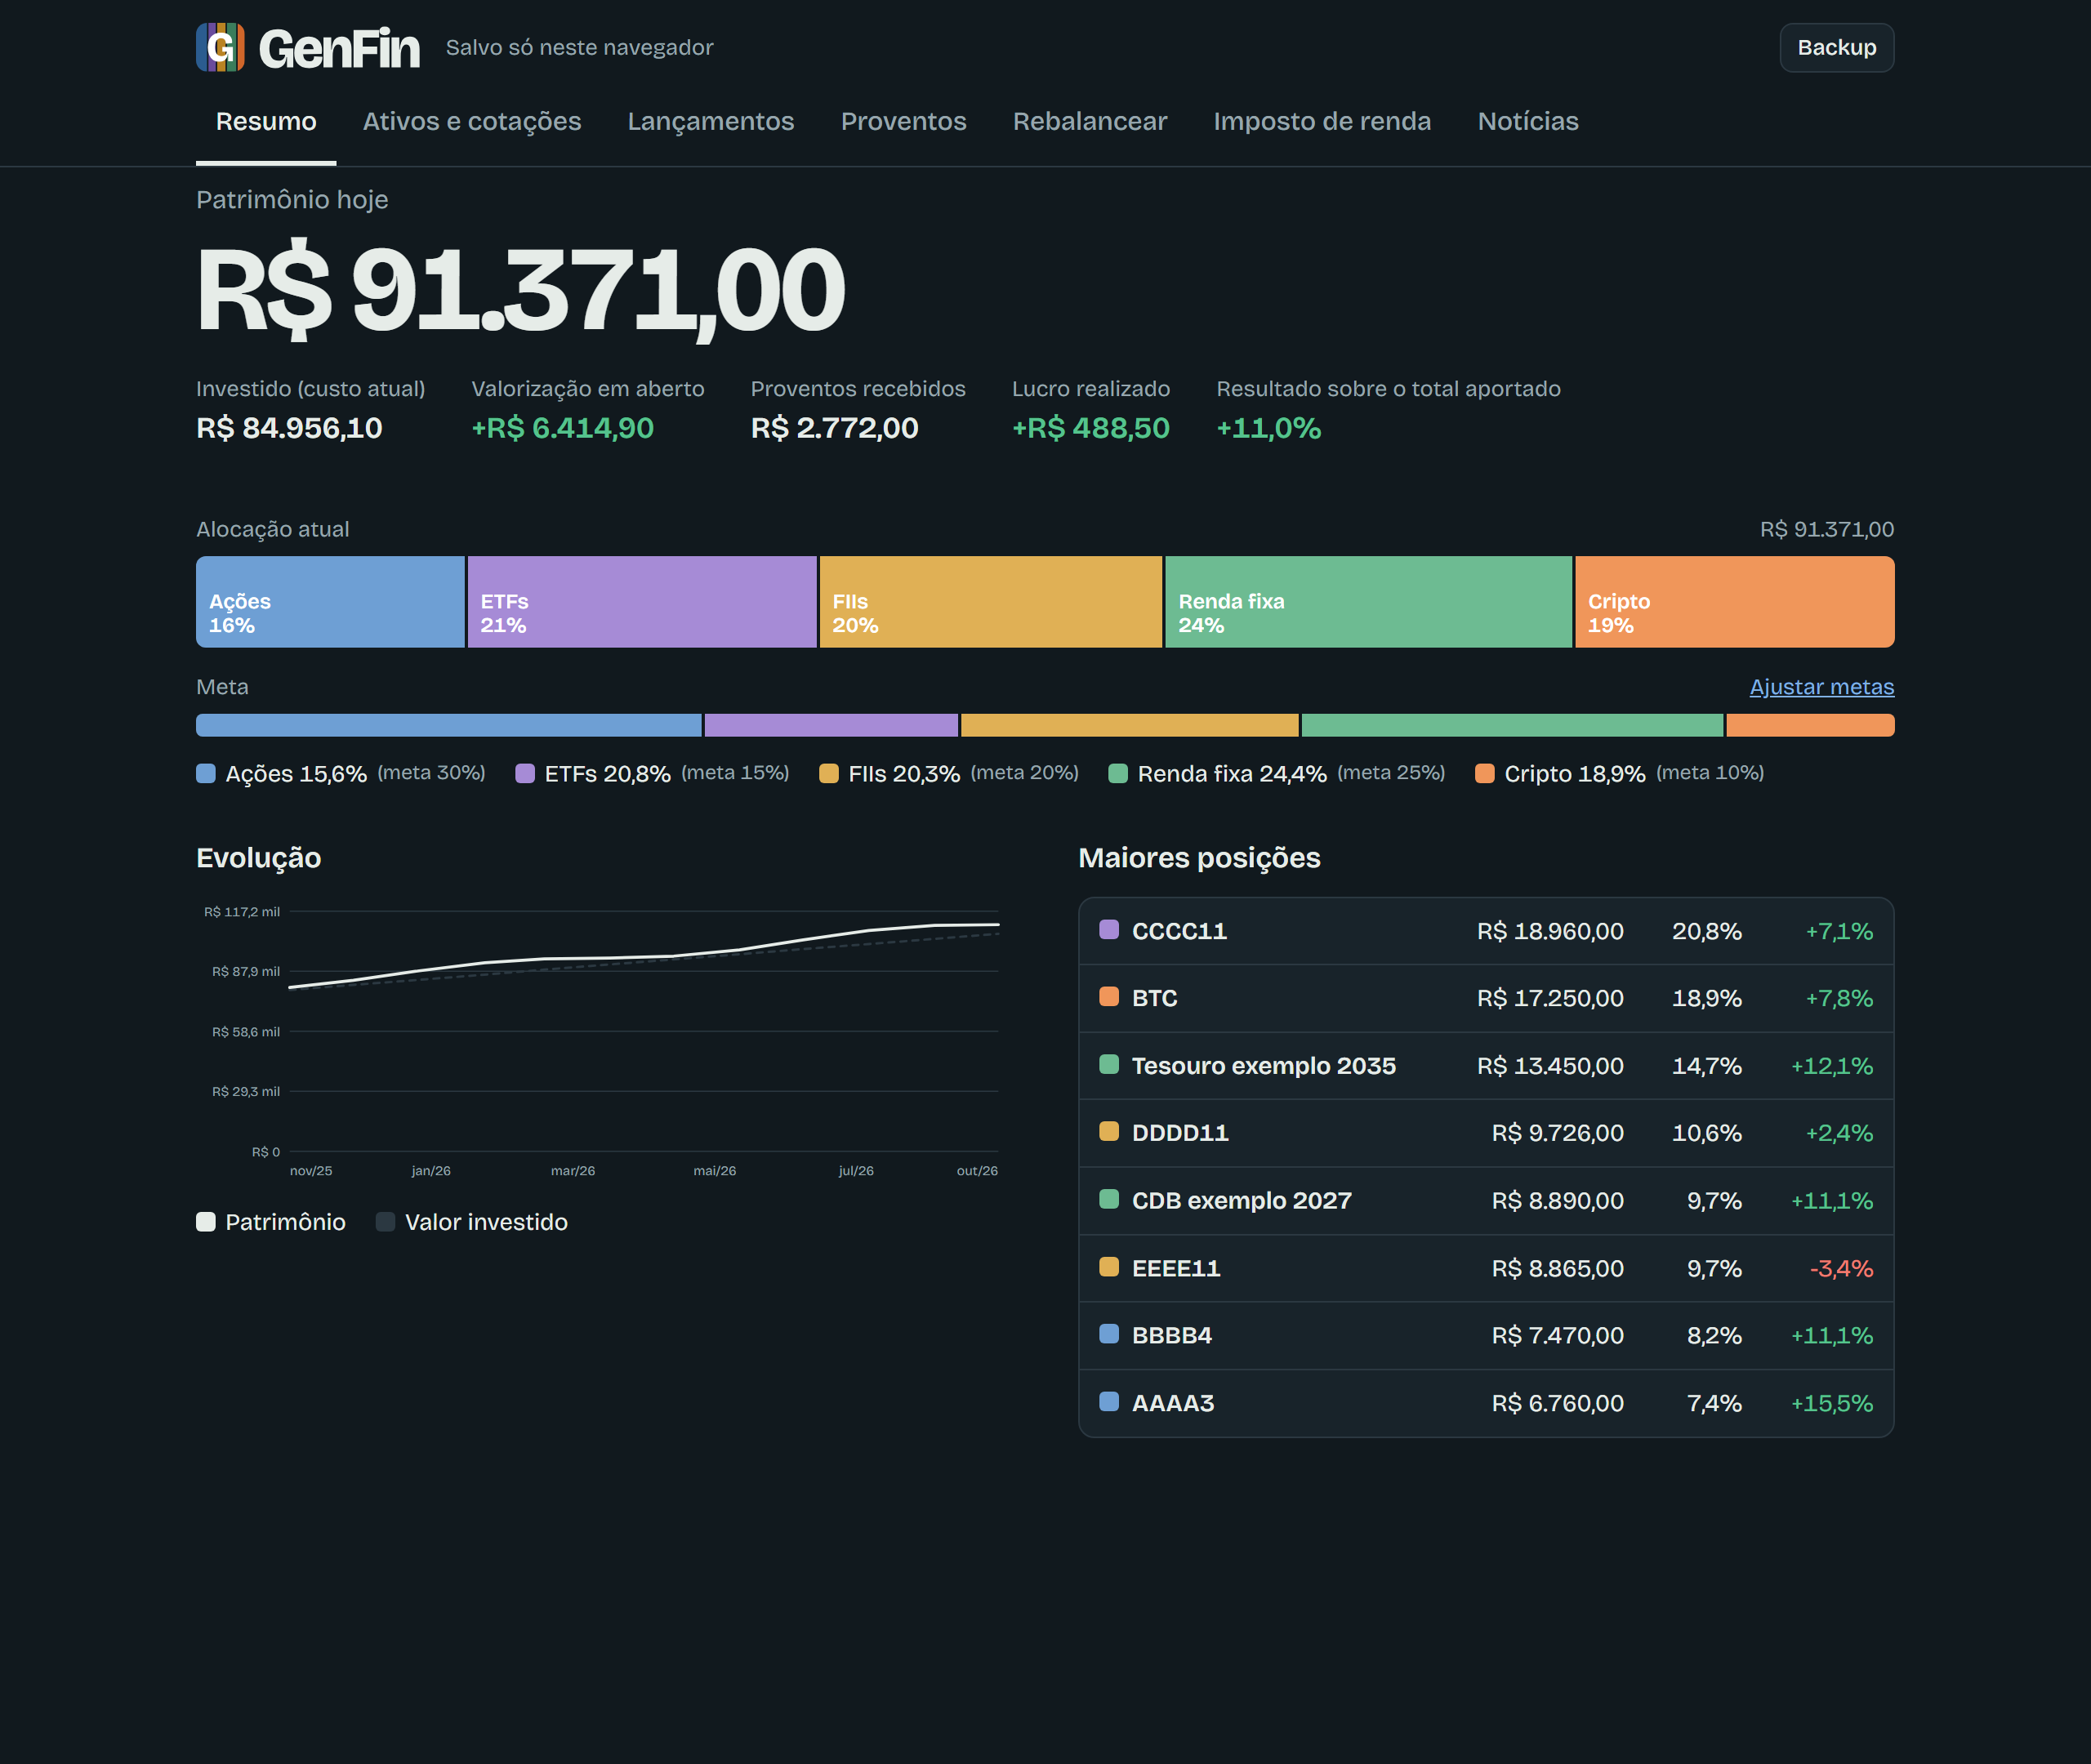 G GenFin Salvo só neste navegador Backup
Resumo Ativos e cotações Lançamentos Proventos Rebalancear Imposto de renda Notícias
Patrimônio hoje
R$ 91.371,00
Investido (custo atual) Valorização em aberto Proventos recebidos Lucro realizado Resultado sobre o total aportado
R$ 84.956,10 +R$ 6.414,90 R$ 2.772,00 +R$ 488,50 +11,0%
Alocação atual R$ 91.371,00
Ações ETFs FIIs Renda fixa Cripto
16% 21% 20% 24% 19%
Meta Ajustar metas
Ações 15,6% (meta 30%) ETFs 20,8% (meta 15%) FIIs 20,3% (meta 20%) Renda fixa 24,4% (meta 25%) Cripto 18,9% (meta 10%)
Evolução
R$ 117,2 mil
R$ 87,9 mil
R$ 58,6 mil
R$ 29,3 mil
R$ 0
nov/25 jan/26 mar/26 mai/26 jul/26 out/26
Patrimônio Valor investido
Maiores posições
CCCC11 R$ 18.960,00 20,8% +7,1%
BTC R$ 17.250,00 18,9% +7,8%
Tesouro exemplo 2035 R$ 13.450,00 14,7% +12,1%
DDDD11 R$ 9.726,00 10,6% +2,4%
CDB exemplo 2027 R$ 8.890,00 9,7% +11,1%
EEEE11 R$ 8.865,00 9,7% -3,4%
BBBB4 R$ 7.470,00 8,2% +11,1%
AAAA3 R$ 6.760,00 7,4% +15,5%